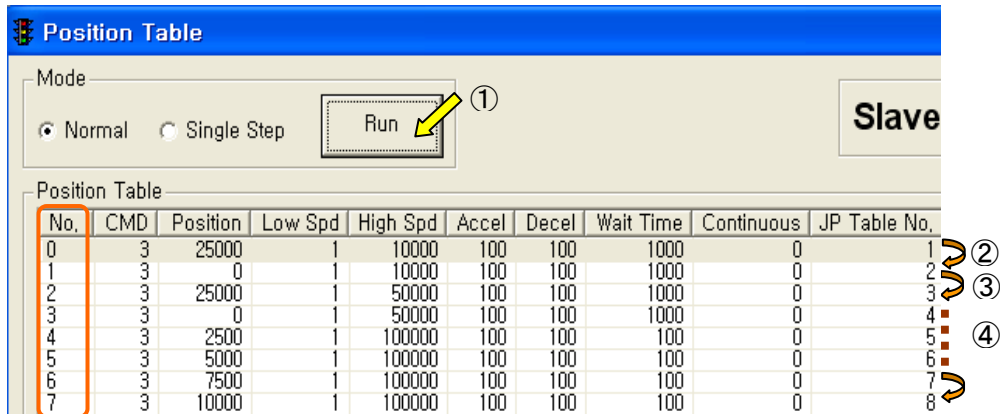 Position Table
Mode
Normal Single Step Run ①
Slave
Position Table
No, CMD Position Low Spd High Spd Accel Decel Wait Time Continuous JP Table No,
0 3 25000 1 10000 100 100 1000 0 1 ②
1 3 0 1 10000 100 100 1000 0 2
2 3 25000 1 50000 100 100 1000 0 3 ③
3 3 0 1 50000 100 100 1000 0 4
4 3 2500 1 100000 100 100 100 0 5 ④
5 3 5000 1 100000 100 100 100 0 6
6 3 7500 1 100000 100 100 100 0 7
7 3 10000 1 100000 100 100 100 0 8